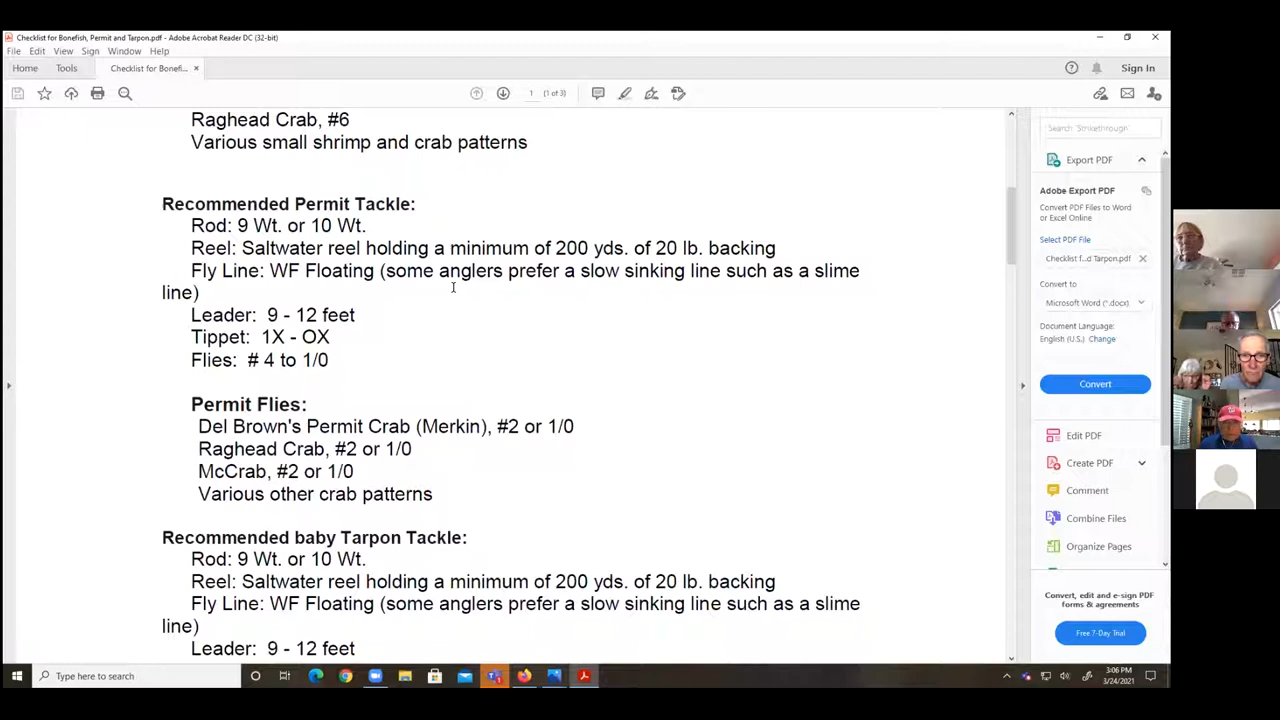 Checklist for Bonefish, Permit and Tarpon.pdf - Adobe Acrobat Reader DC (32-bit)
File Edit View Sign Window Help
Home Tools Checklist for Bonefi... × Sign In
1 (1 of 3)
Raghead Crab, #6
Various small shrimp and crab patterns
Recommended Permit Tackle:
Rod: 9 Wt. or 10 Wt.
Reel: Saltwater reel holding a minimum of 200 yds. of 20 lb. backing
Fly Line: WF Floating (some anglers prefer a slow sinking line such as a slime
line)
Leader: 9 - 12 feet
Tippet: 1X - OX
Flies: # 4 to 1/0
Permit Flies:
Del Brown's Permit Crab (Merkin), #2 or 1/0
Raghead Crab, #2 or 1/0
McCrab, #2 or 1/0
Various other crab patterns
Recommended baby Tarpon Tackle:
Rod: 9 Wt. or 10 Wt.
Reel: Saltwater reel holding a minimum of 200 yds. of 20 lb. backing
Fly Line: WF Floating (some anglers prefer a slow sinking line such as a slime
line)
Leader: 9 - 12 feet
Search 'Strikethrough'
Export PDF
Adobe Export PDF
Convert PDF Files to Word
or Excel Online
Select PDF File
Checklist f...d Tarpon.pdf ×
Convert to
Microsoft Word (*.docx)
Document Language:
English (U.S.) Change
Convert
Edit PDF
Create PDF
Comment
Combine Files
Organize Pages
Convert, edit and e-sign PDF
forms & agreements
Free 7-Day Trial
Type here to search
3:06 PM
3/24/2021